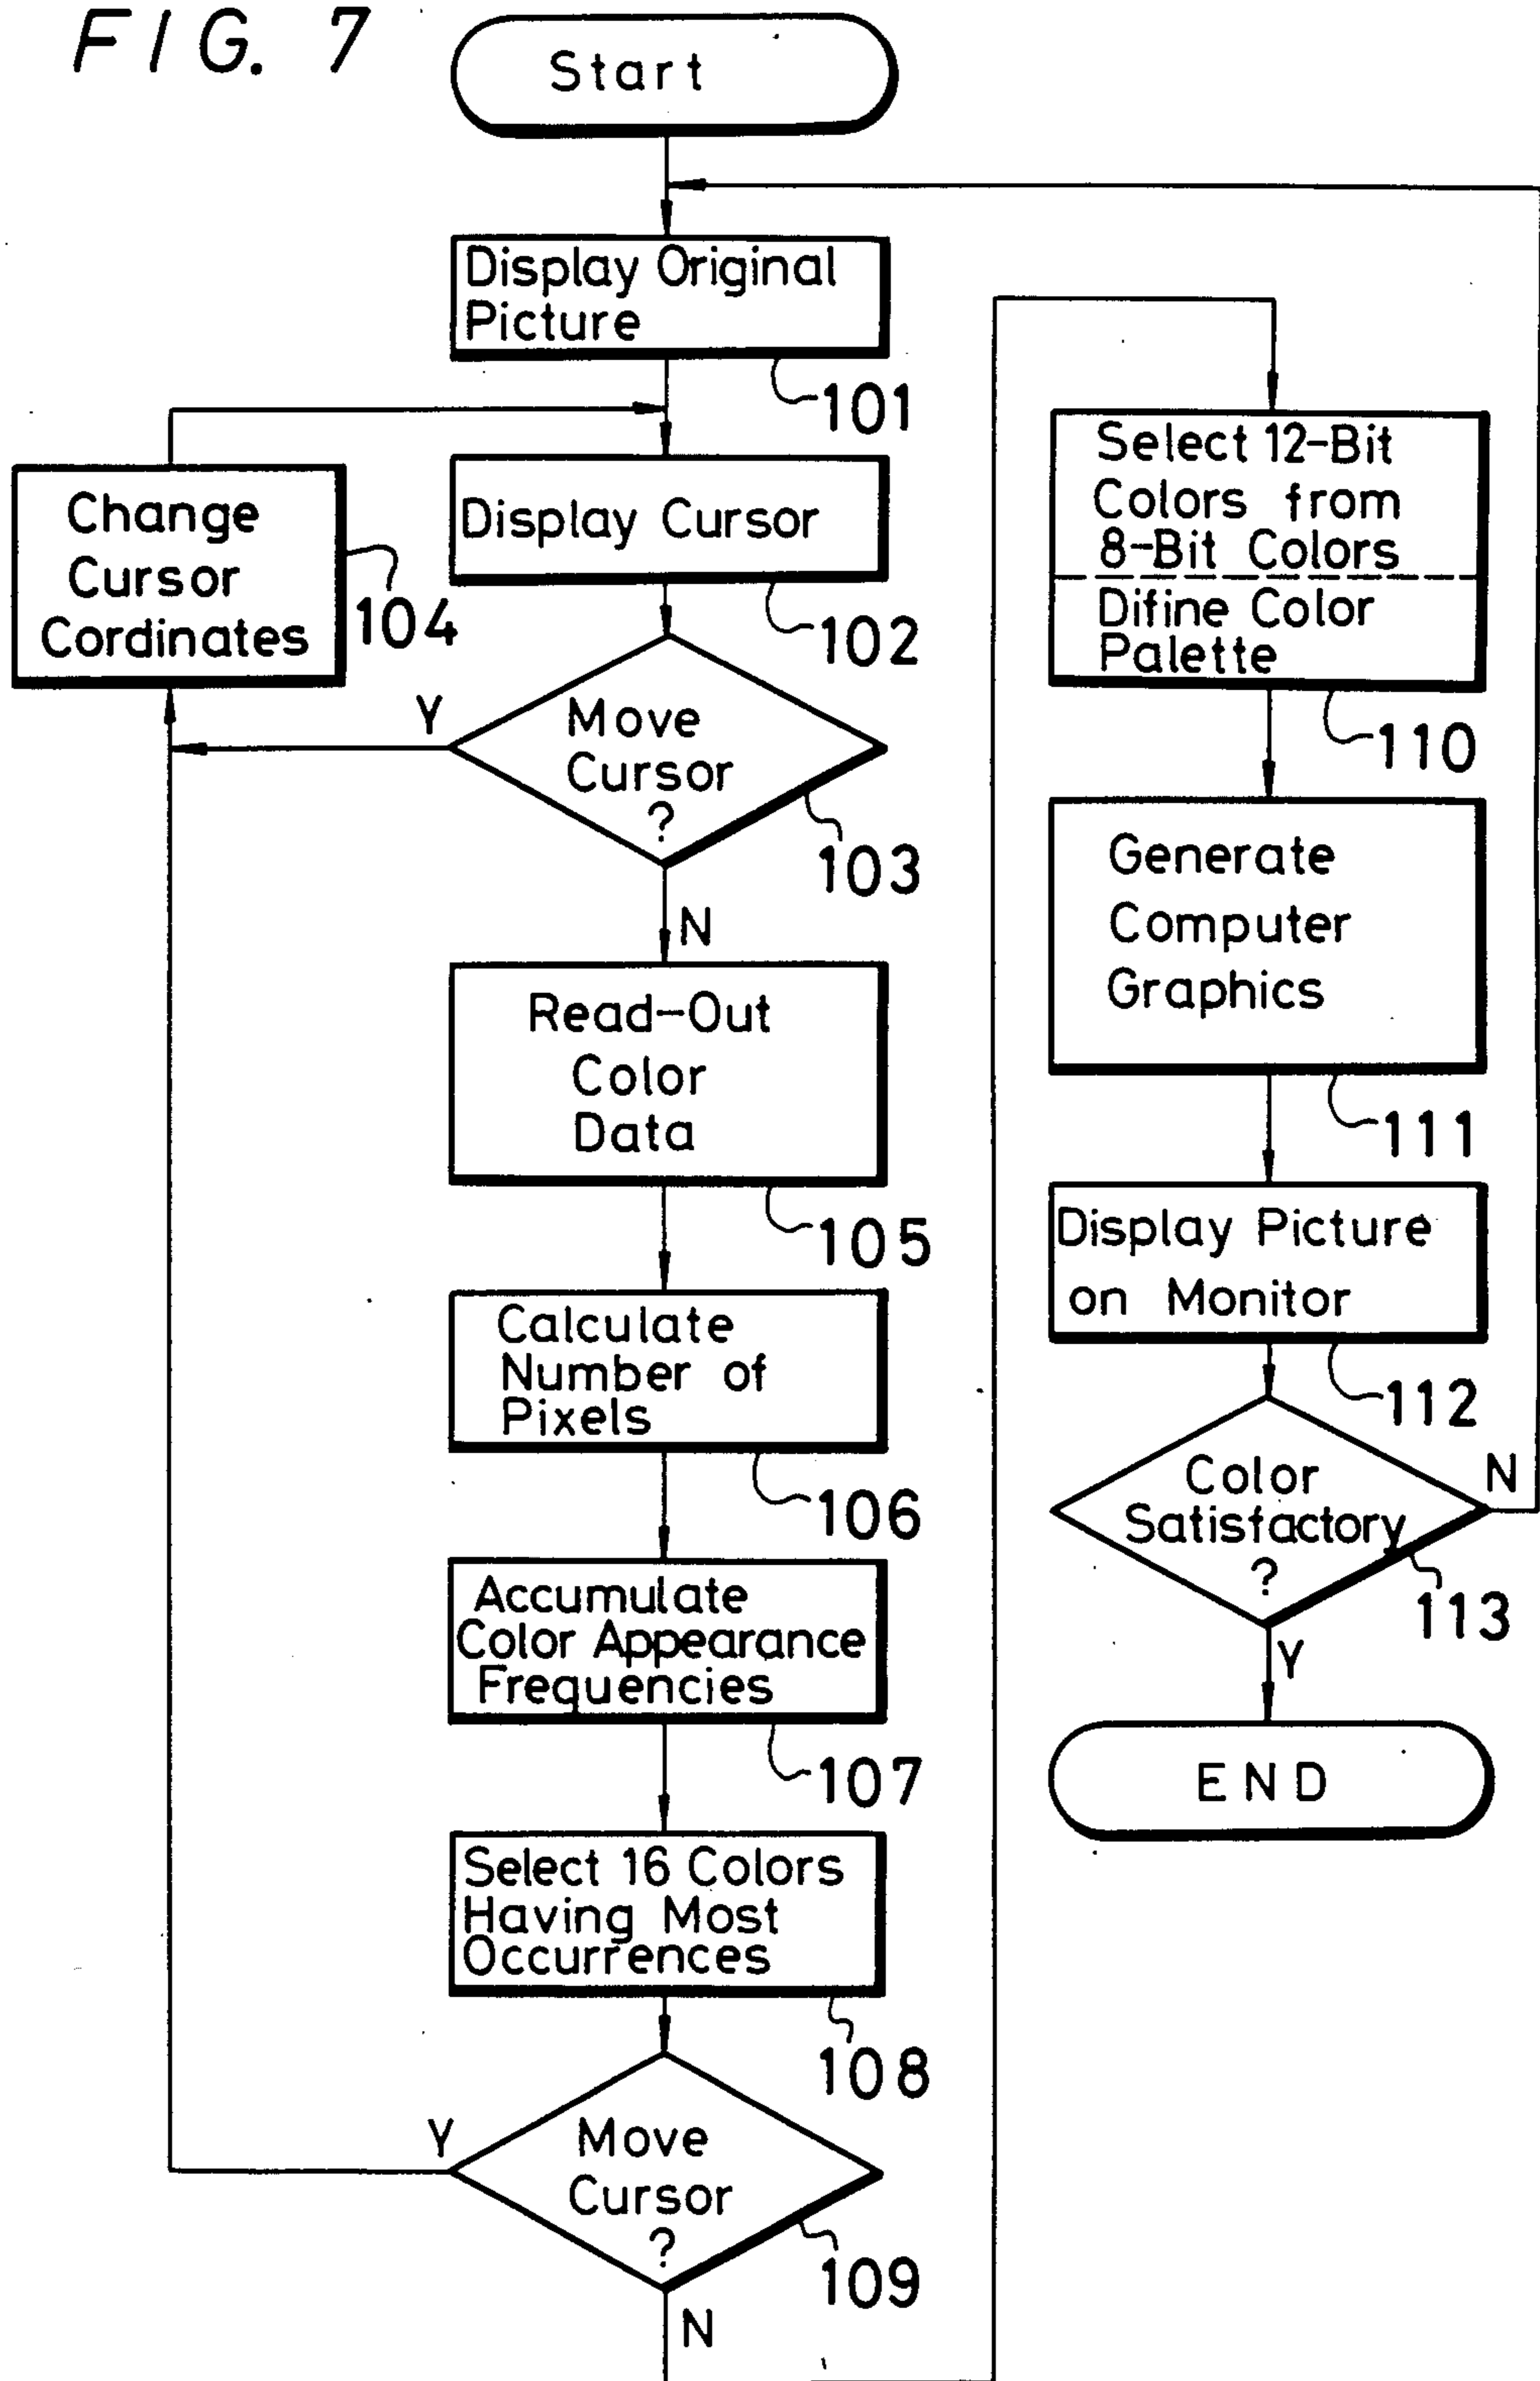 FIG. 7
Start
Display Original
Picture
101
Display Cursor
102
Change
Cursor
Cordinates
104
Move
Cursor
?
103
Y
N
Read-Out
Color
Data
105
Calculate
Number of
Pixels
106
Accumulate
Color Appearance
Frequencies
107
Select 16 Colors
Having Most
Occurrences
108
Move
Cursor
?
109
Y
N
Select 12-Bit
Colors from
8-Bit Colors
Difine Color
Palette
110
Generate
Computer
Graphics
111
Display Picture
on Monitor
112
Color
Satisfactory
?
113
N
Y
END